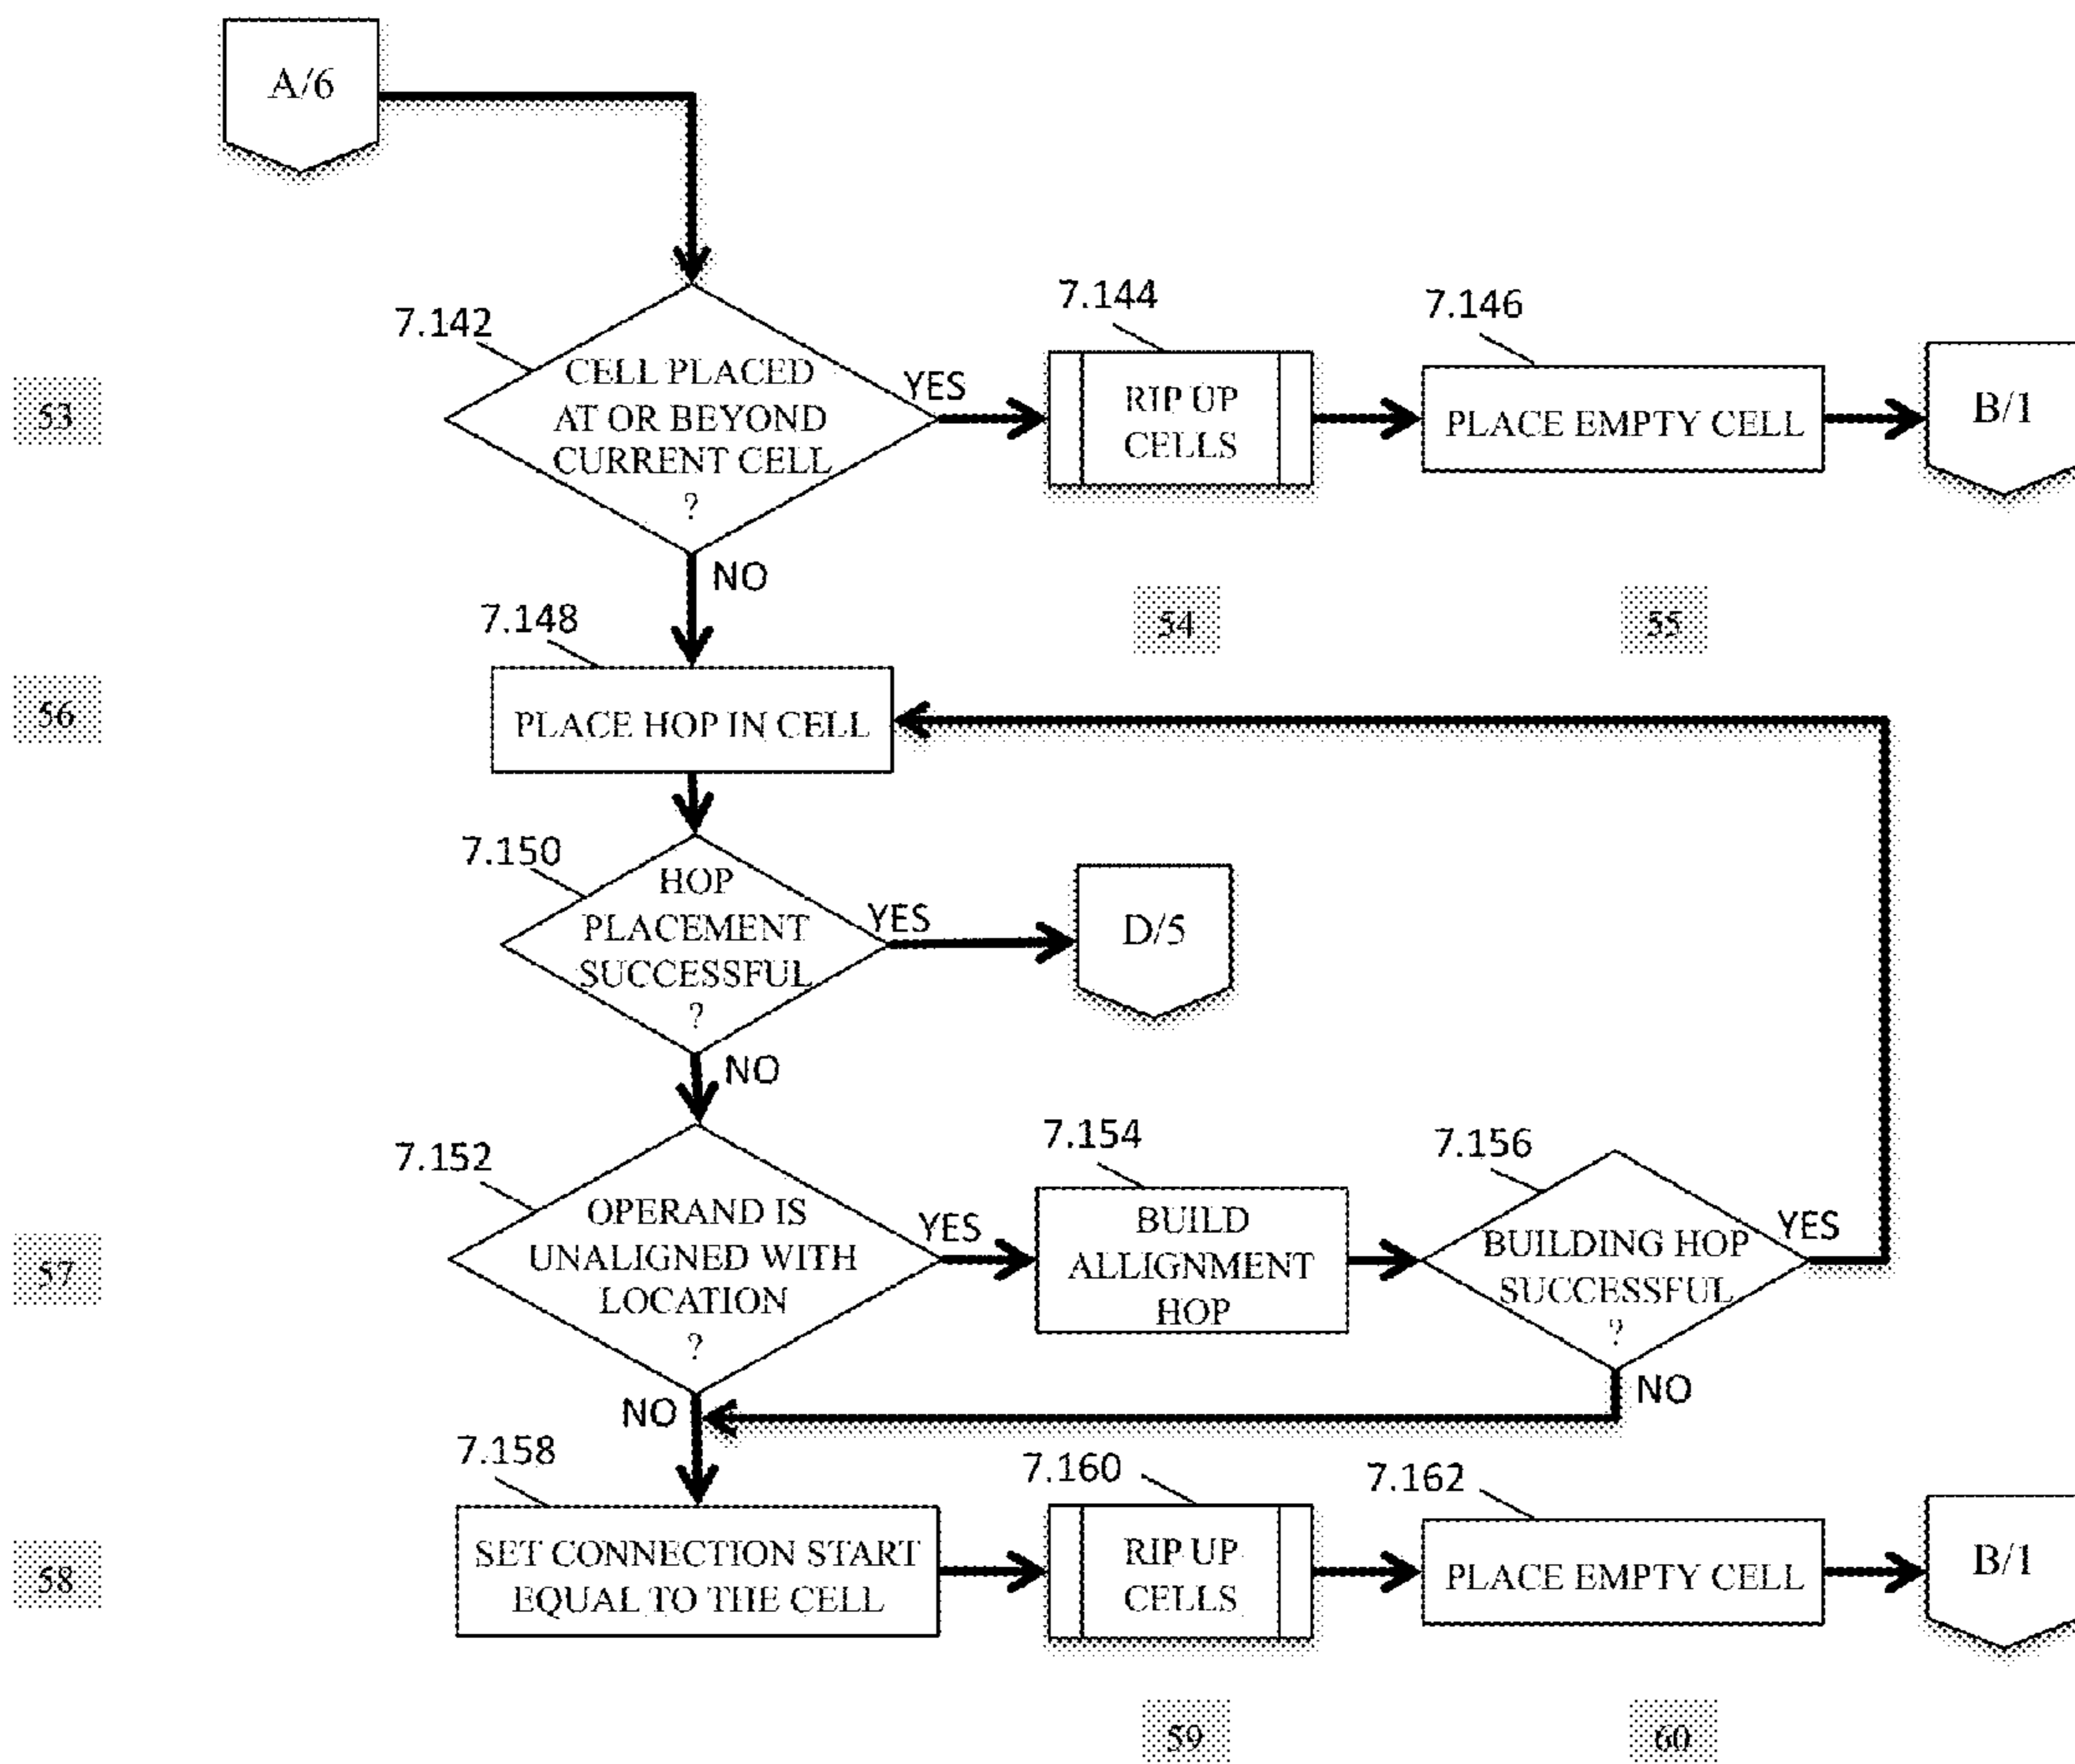 A/6
7.142
CELL PLACED
AT OR BEYOND
CURRENT CELL
?
YES
7.144
RIP UP
CELLS
7.146
PLACE EMPTY CELL
B/1
53
NO
54
55
7.148
PLACE HOP IN CELL
56
7.150
HOP
PLACEMENT
SUCCESSFUL
?
YES
D/5
NO
7.152
OPERAND IS
UNALIGNED WITH
LOCATION
?
YES
7.154
BUILD
ALLIGNMENT
HOP
7.156
BUILDING HOP
SUCCESSFUL
?
YES
57
NO
NO
7.158
SET CONNECTION START
EQUAL TO THE CELL
7.160
RIP UP
CELLS
7.162
PLACE EMPTY CELL
B/1
58
59
60